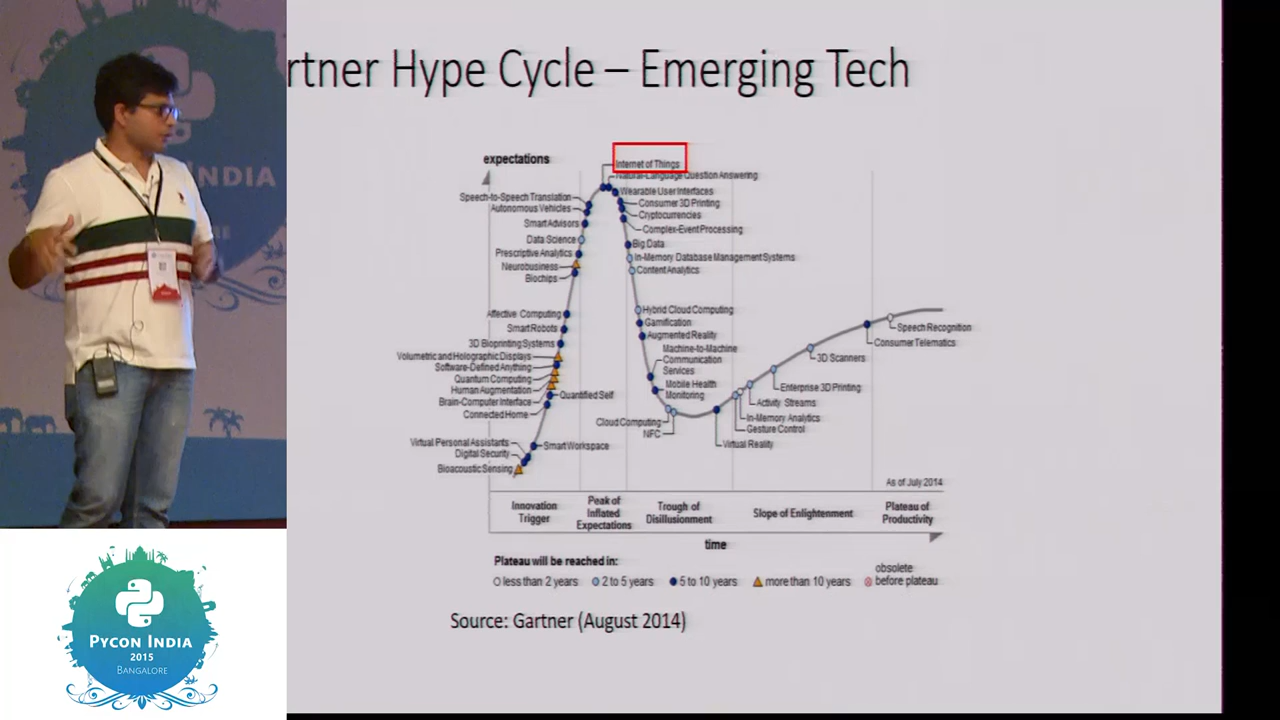 rtner Hype Cycle – Emerging Tech
expectations
Internet of Things
Natural-Language Question Answering
Wearable User Interfaces
Consumer 3D Printing
Cryptocurrencies
Complex-Event Processing
Big Data
In-Memory Database Management Systems
Content Analytics
Speech-to-Speech Translation
Autonomous Vehicles
Smart Advisors
Data Science
Prescriptive Analytics
Neurobusiness
Biochips
Hybrid Cloud Computing
Gamification
Augmented Reality
Machine-to-Machine
Communication
Services
Mobile Health
Monitoring
Affective Computing
Smart Robots
3D Bioprinting Systems
Volumetric and Holographic Displays
Software-Defined Anything
Quantum Computing
Human Augmentation
Brain-Computer Interface
Connected Home
Quantified Self
Cloud Computing
NFC
Virtual Reality
Gesture Control
In-Memory Analytics
Activity Streams
Enterprise 3D Printing
3D Scanners
Consumer Telematics
Speech Recognition
Virtual Personal Assistants
Digital Security
Bioacoustic Sensing
Smart Workspace
As of July 2014
Innovation
Trigger
Peak of
Inflated
Expectations
Trough of
Disillusionment
Slope of Enlightenment
Plateau of
Productivity
time
Plateau will be reached in:
less than 2 years
2 to 5 years
5 to 10 years
more than 10 years
obsolete
before plateau
Source: Gartner (August 2014)
NDIA
PYCON INDIA
2015
BANGALORE